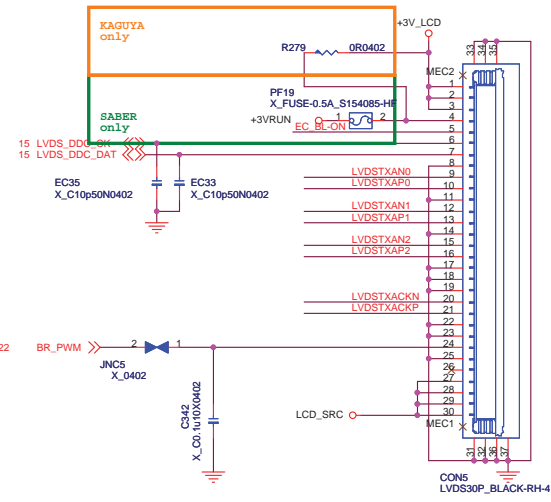 KAGUYA
only
+3V_LCD
R279 0R0402
33
34
35
MEC2
PF19
X_FUSE-0.5A_S154085-HF
SABER
only
+3VRUN 1 2
EC_BL-ON
15 LVDS_DDC_CK
15 LVDS_DDC_DAT
1
2
3
4
5
6
7
8
EC35
X_C10p50N0402
EC33
X_C10p50N0402
LVDSTXAN0 9
LVDSTXAP0 10
11
LVDSTXAN1 12
LVDSTXAP1 13
14
LVDSTXAN2 15
LVDSTXAP2 16
17
18
19
LVDSTXACKN 20
LVDSTXACKP 21
22
23
22 BR_PWM 2 1 24
JNC5
X_0402
25
26
27
28
29
LCD_SRC 30
C342
X_C0.1u10X0402
MEC1
31
32
36
37
CON5
LVDS30P_BLACK-RH-4